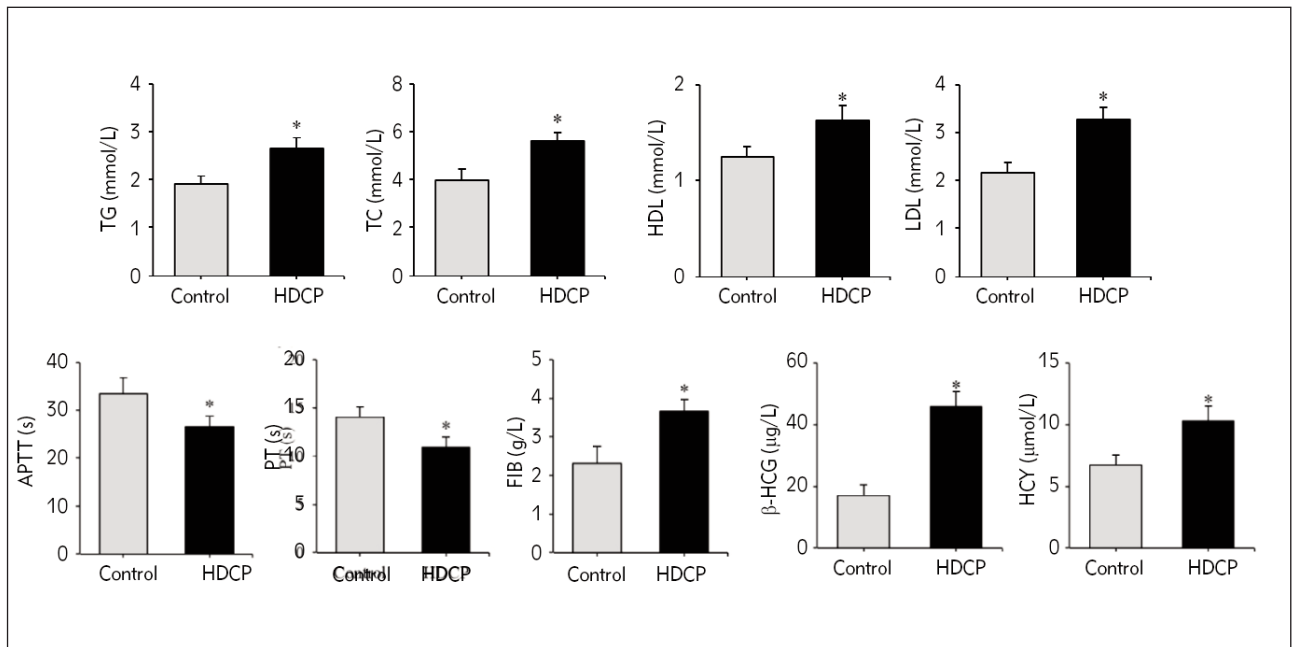 4
3
2
1
0
TG (mmol/L)
*
Control HDCP
8
6
4
2
0
TC (mmol/L)
*
Control HDCP
2
1
0
HDL (mmol/L)
*
Control HDCP
4
3
2
1
0
LDL (mmol/L)
*
Control HDCP
40
30
20
10
0
APTT (s)
*
Control HDCP
20
15
10
5
0
PT (s)
*
Control HDCP
5
4
3
2
1
0
FIB (g/L)
*
Control HDCP
60
40
20
0
β-HCG (μg/L)
*
Control HDCP
15
10
5
0
HCY (μmol/L)
*
Control HDCP